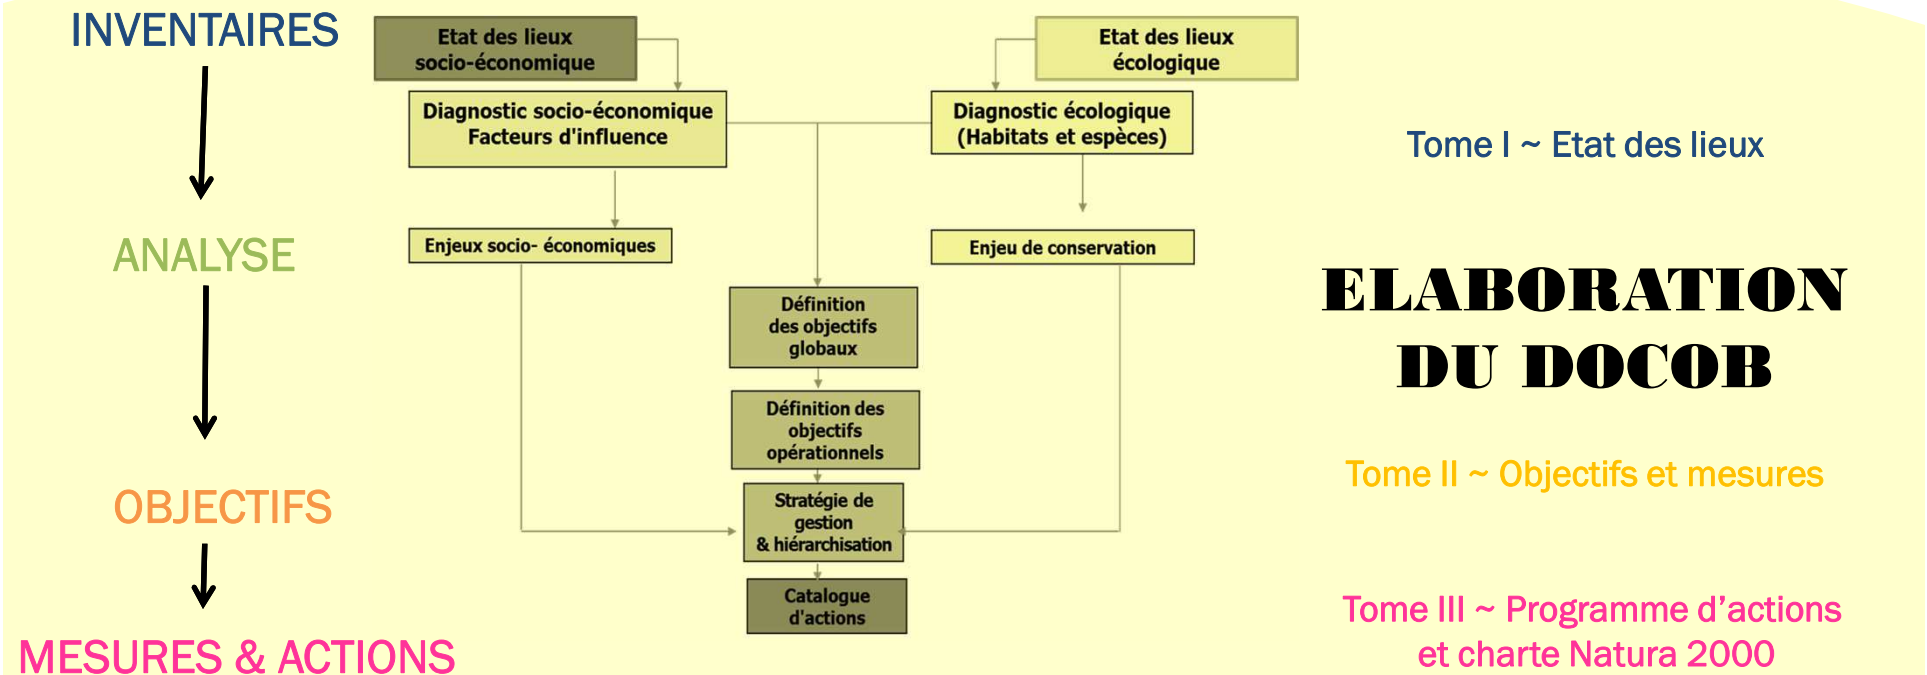 INVENTAIRES
ANALYSE
OBJECTIFS
MESURES & ACTIONS
Etat des lieux
socio-économique
Etat des lieux
écologique
Diagnostic socio-économique
Facteurs d'influence
Diagnostic écologique
(Habitats et espèces)
Enjeux socio- économiques
Enjeu de conservation
Définition
des objectifs
globaux
Définition des
objectifs
opérationnels
Stratégie de
gestion
& hiérarchisation
Catalogue
d'actions
Tome I ~ Etat des lieux
ELABORATION
DU DOCOB
Tome II ~ Objectifs et mesures
Tome III ~ Programme d’actions
et charte Natura 2000